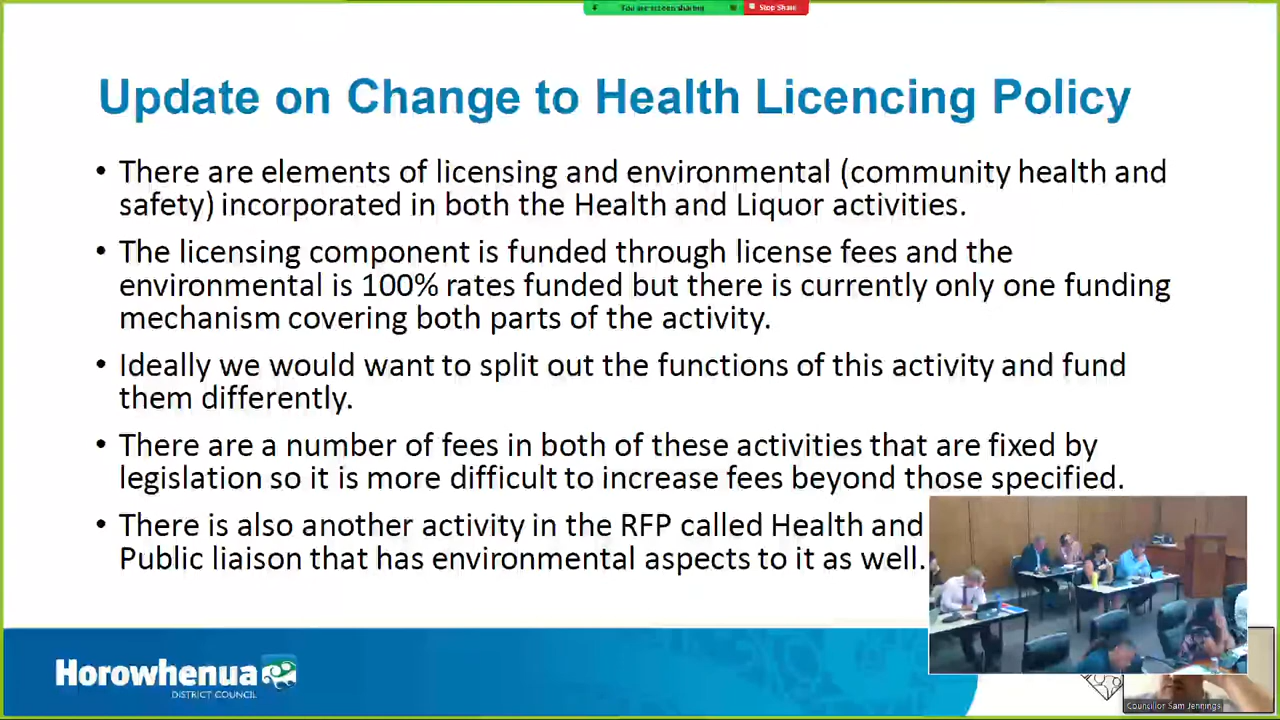 You are screen sharing
Stop Share
Update on Change to Health Licencing Policy
• There are elements of licensing and environmental (community health and
safety) incorporated in both the Health and Liquor activities.
• The licensing component is funded through license fees and the
environmental is 100% rates funded but there is currently only one funding
mechanism covering both parts of the activity.
• Ideally we would want to split out the functions of this activity and fund
them differently.
• There are a number of fees in both of these activities that are fixed by
legislation so it is more difficult to increase fees beyond those specified.
• There is also another activity in the RFP called Health and
Public liaison that has environmental aspects to it as well.
Horowhenua
DISTRICT COUNCIL
Councillor Sam Jennings